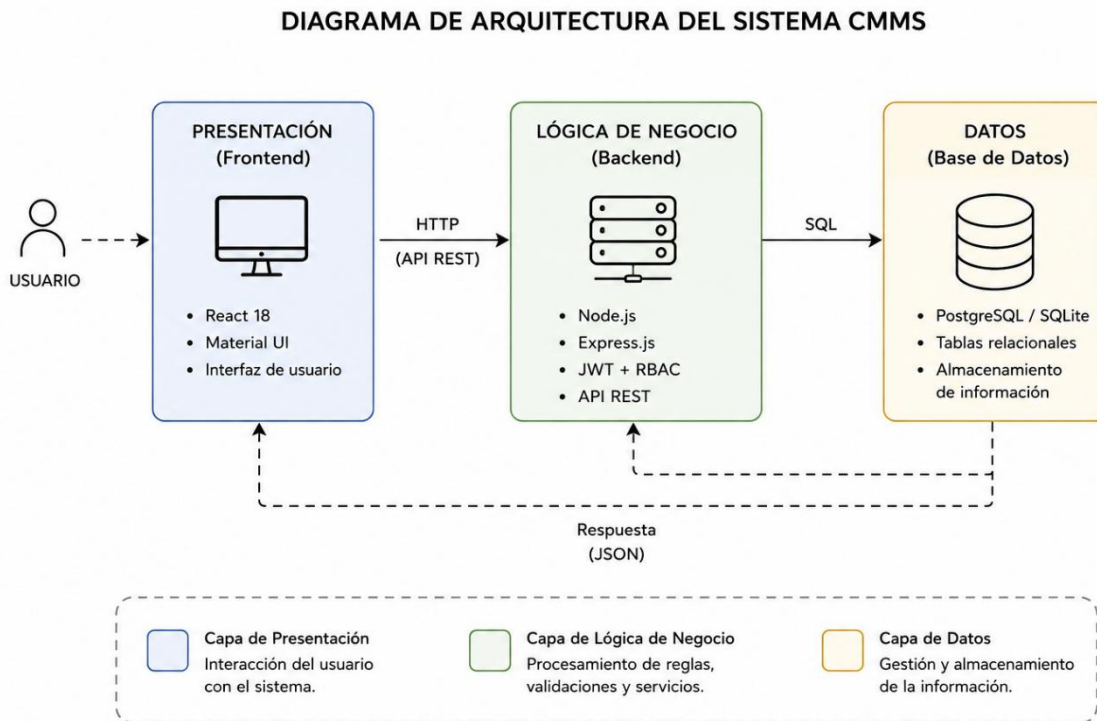 DIAGRAMA DE ARQUITECTURA DEL SISTEMA CMMS
USUARIO
PRESENTACIÓN
(Frontend)
• React 18
• Material UI
• Interfaz de usuario
HTTP
(API REST)
LÓGICA DE NEGOCIO
(Backend)
• Node.js
• Express.js
• JWT + RBAC
• API REST
SQL
DATOS
(Base de Datos)
• PostgreSQL / SQLite
• Tablas relacionales
• Almacenamiento
de información
Respuesta
(JSON)
Capa de Presentación
Interacción del usuario
con el sistema.
Capa de Lógica de Negocio
Procesamiento de reglas,
validaciones y servicios.
Capa de Datos
Gestión y almacenamiento
de la información.